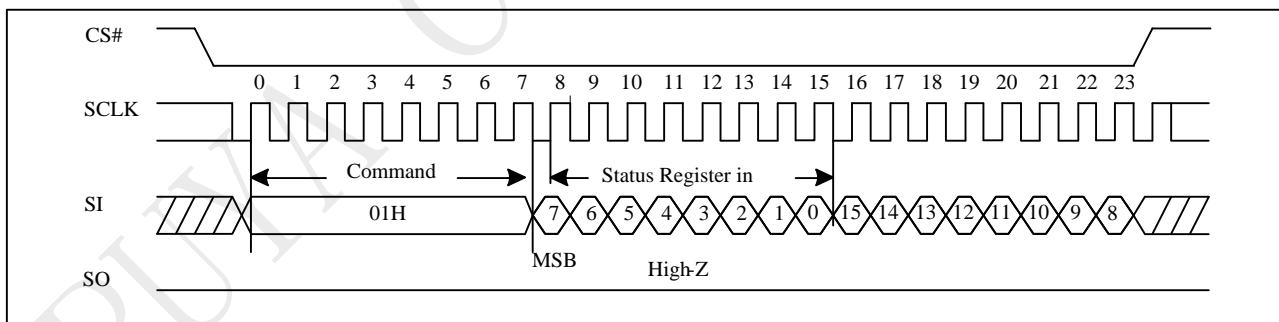 CS#
0 1 2 3 4 5 6 7 8 9 10 11 12 13 14 15 16 17 18 19 20 21 22 23
SCLK
Command Status Register in
SI 01H 7 6 5 4 3 2 1 0 15 14 13 12 11 10 9 8
MSB High-Z
SO
PUYA